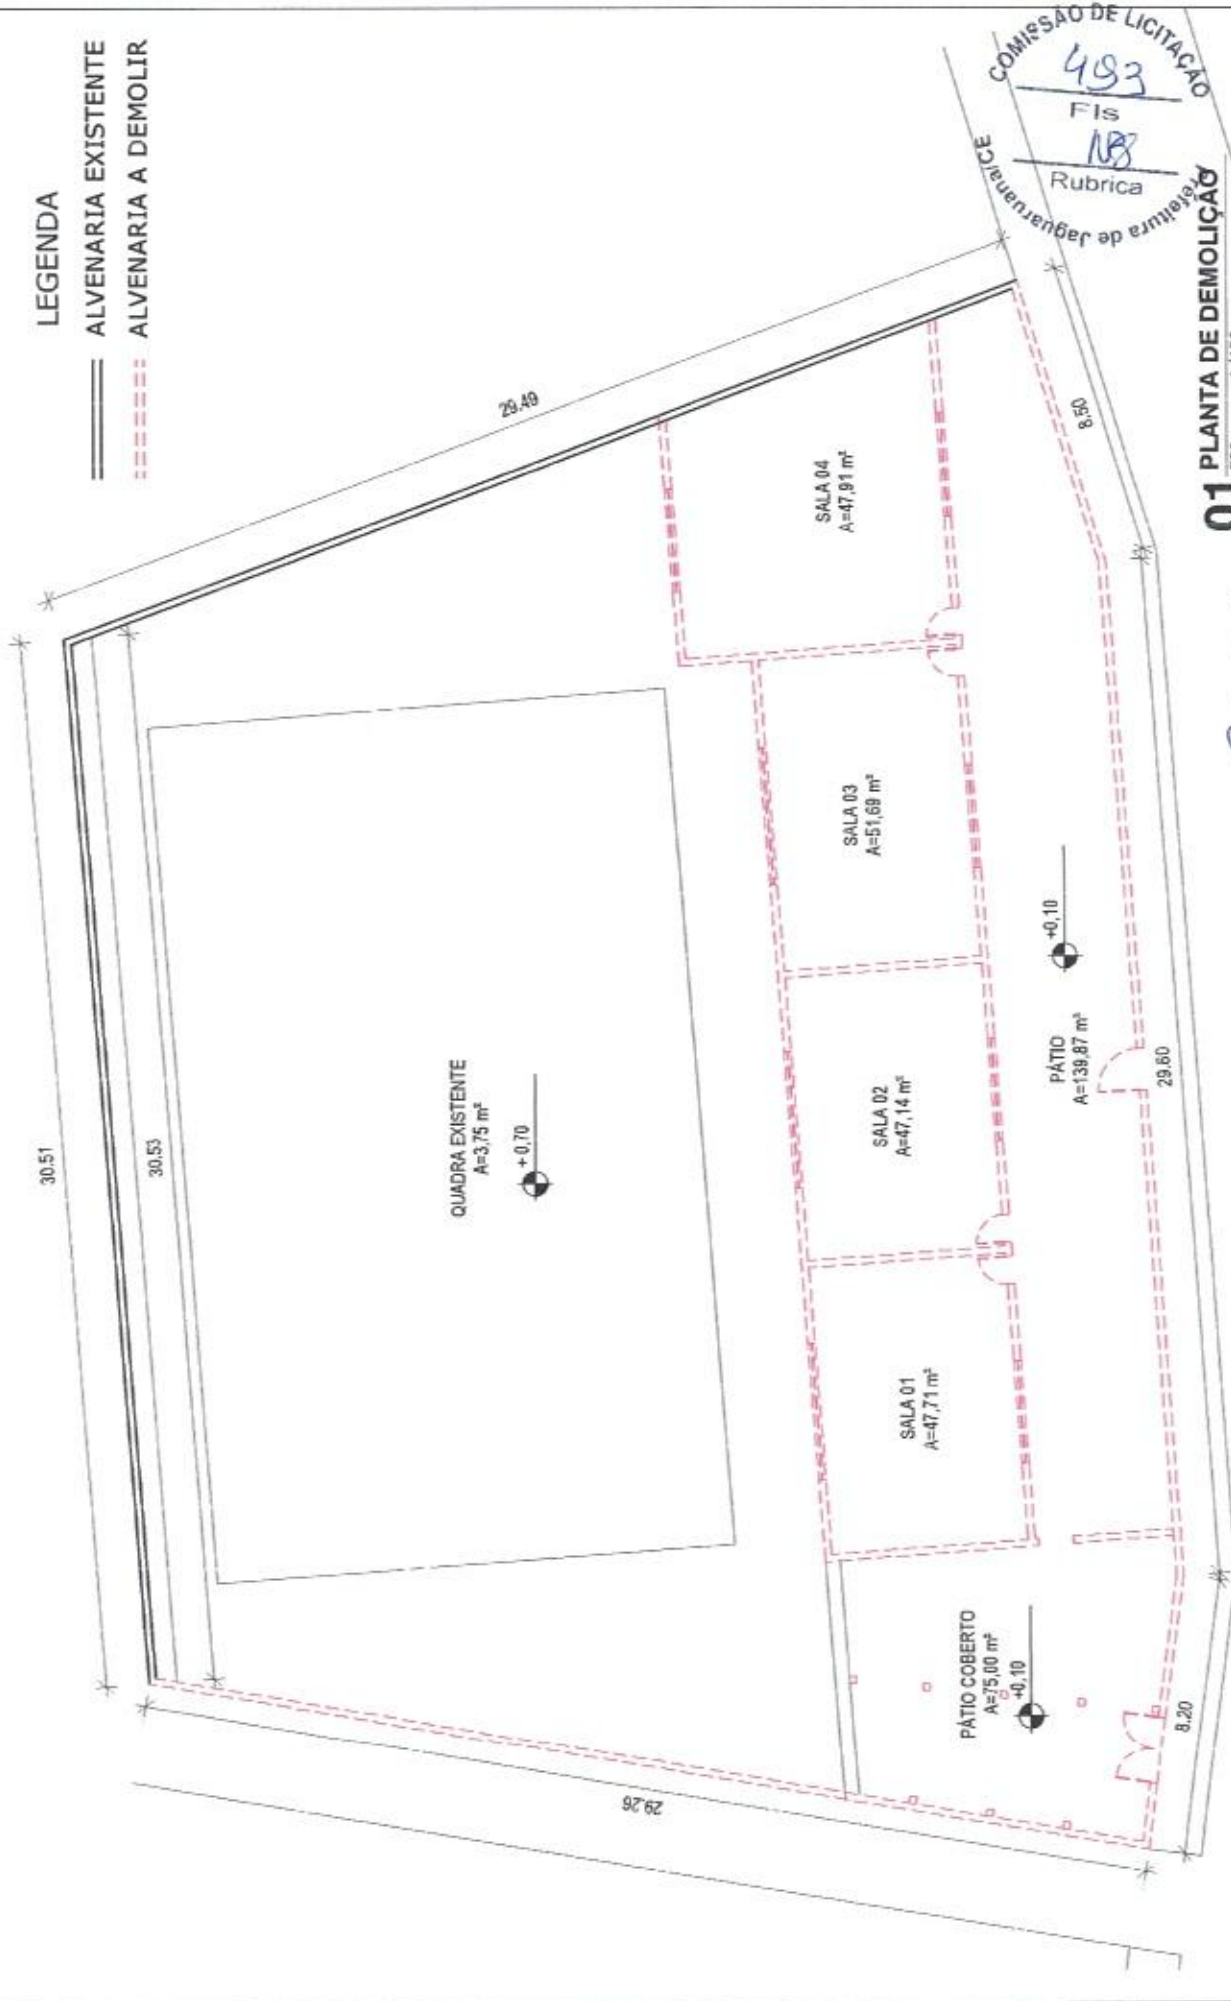 LEGENDA
ALVENARIA EXISTENTE
ALVENARIA A DEMOLIR
COMISSÃO DE LICITAÇÃO
493
Fls
Rubrica
Prefeitura de Jaguaruana/CE
30.51
30.53
29.49
29.26
QUADRA EXISTENTE
A=3,75 m²
+0,70
SALA 04
A=47,91 m²
SALA 03
A=51,69 m²
SALA 02
A=47,14 m²
SALA 01
A=47,71 m²
PÁTIO
A=139,87 m²
+0,10
PÁTIO COBERTO
A=75,00 m²
+0,10
8.50
29.60
8.20
01 PLANTA DE DEMOLIÇÃO